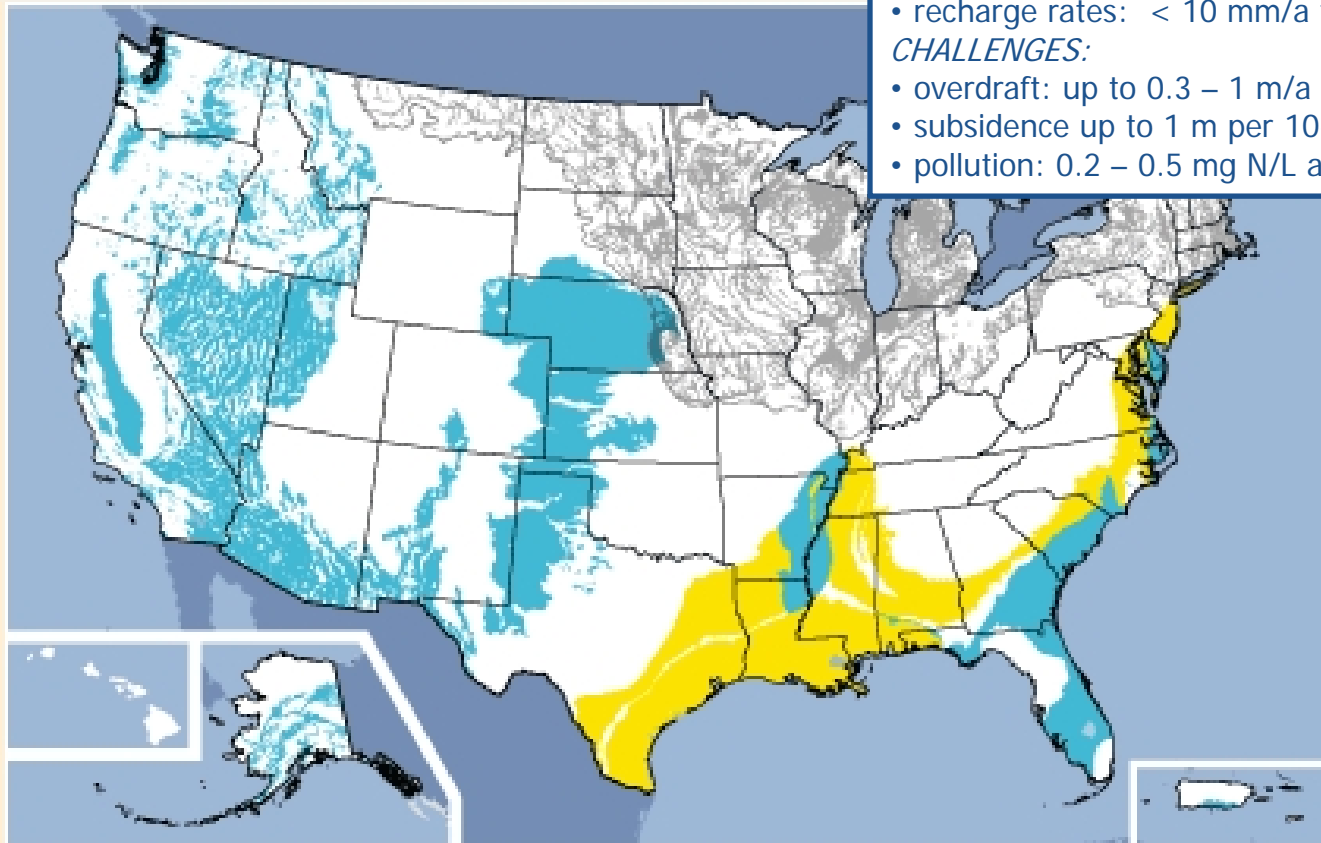 • recharge rates: < 10 mm/a
CHALLENGES:
• overdraft: up to 0.3 – 1 m/a
• subsidence up to 1 m per 10
• pollution: 0.2 – 0.5 mg N/L a